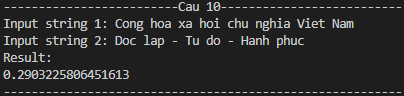 --------------------------Cau 10--------------------------
Input string 1: Cong hoa xa hoi chu nghia Viet Nam
Input string 2: Doc lap - Tu do - Hanh phuc
Result:
0.2903225806451613
----------------------------------------------------------